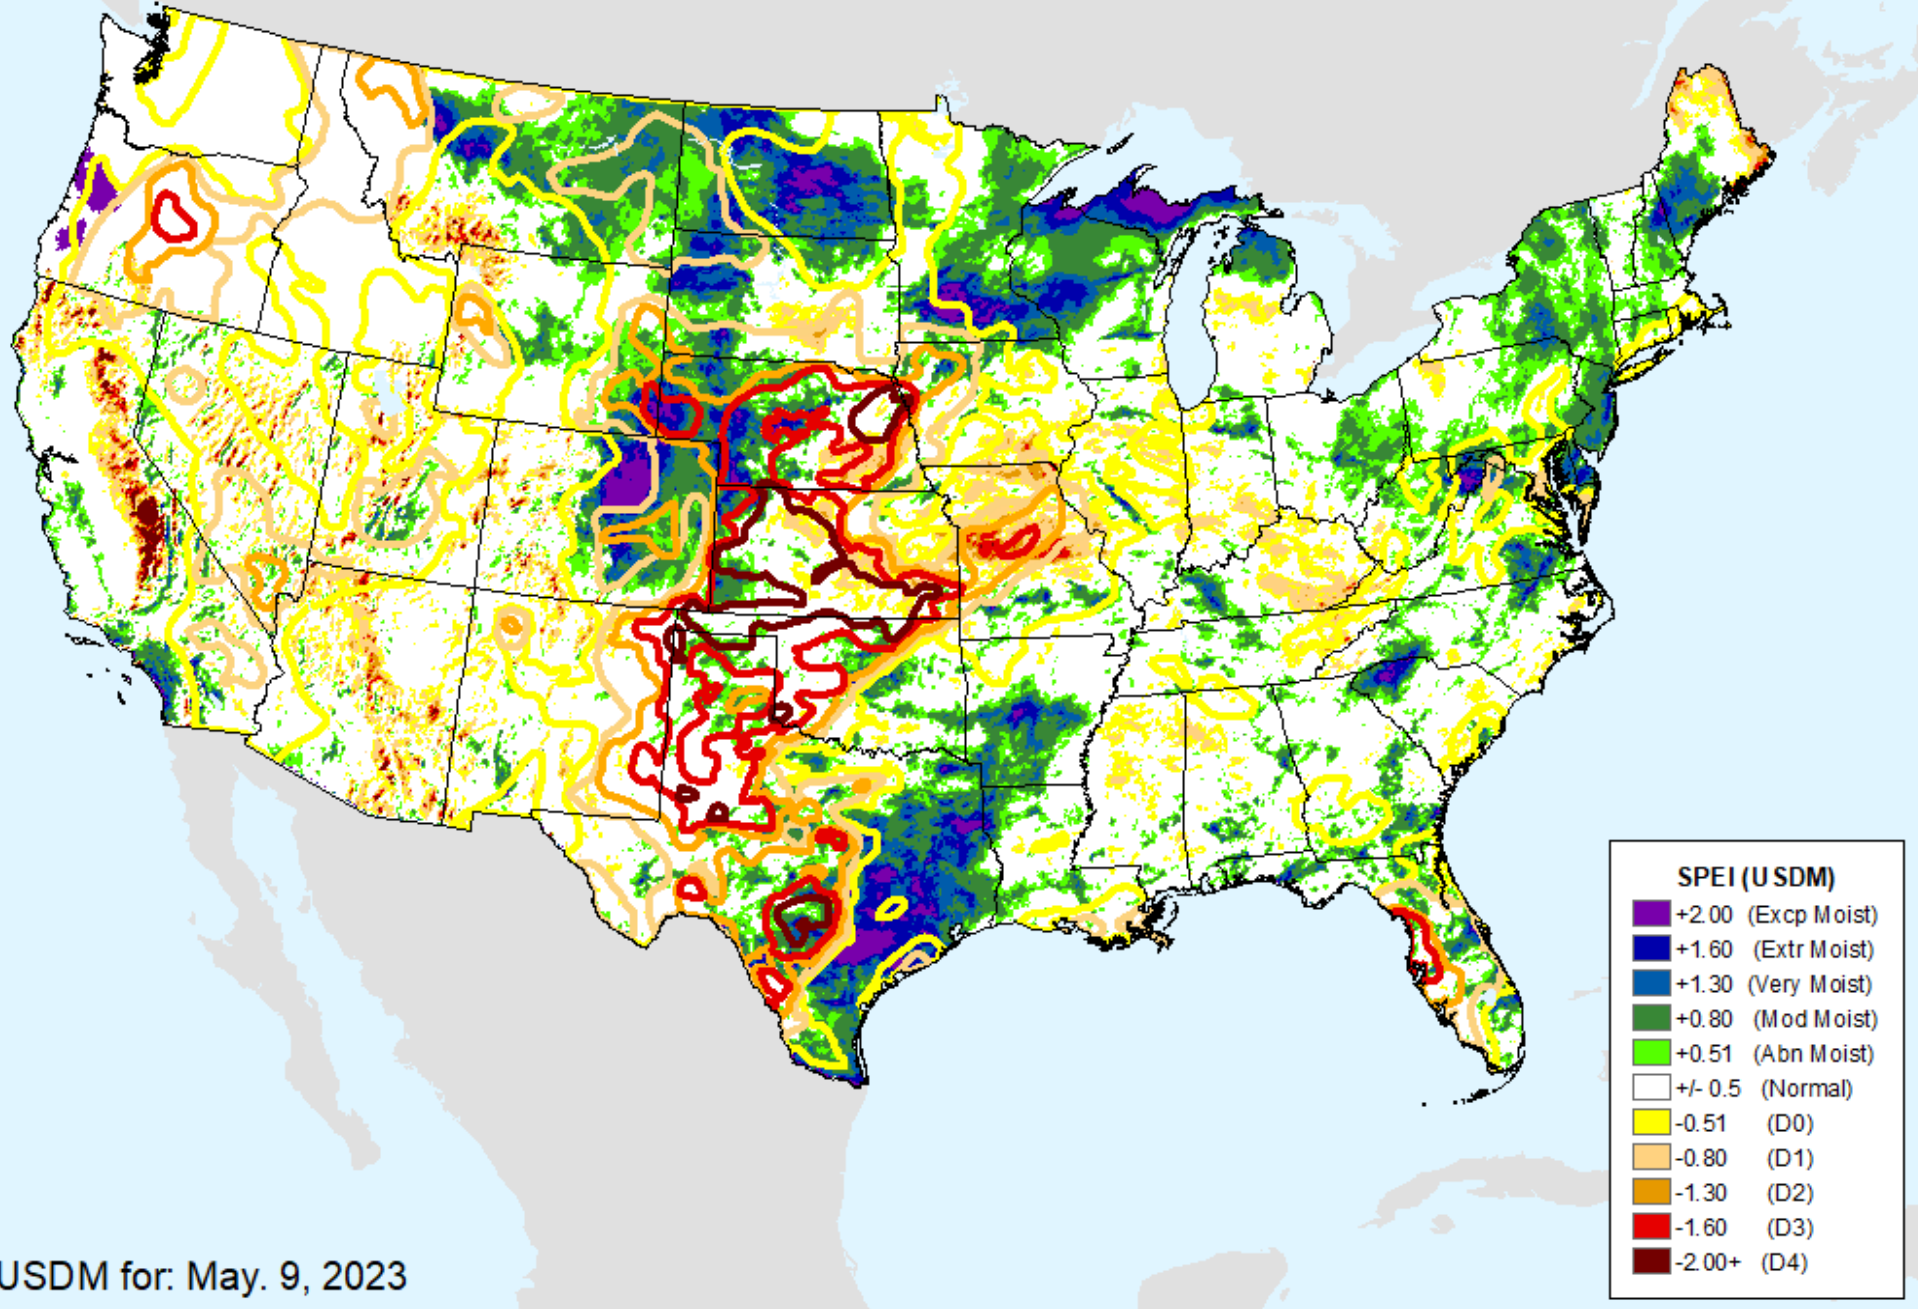 SPEI (USDM)
+2.00 (Excp Moist)
+1.60 (Extr Moist)
+1.30 (Very Moist)
+0.80 (Mod Moist)
+0.51 (Abn Moist)
+/- 0.5 (Normal)
-0.51 (D0)
-0.80 (D1)
-1.30 (D2)
-1.60 (D3)
-2.00+ (D4)
USDM for: May. 9, 2023